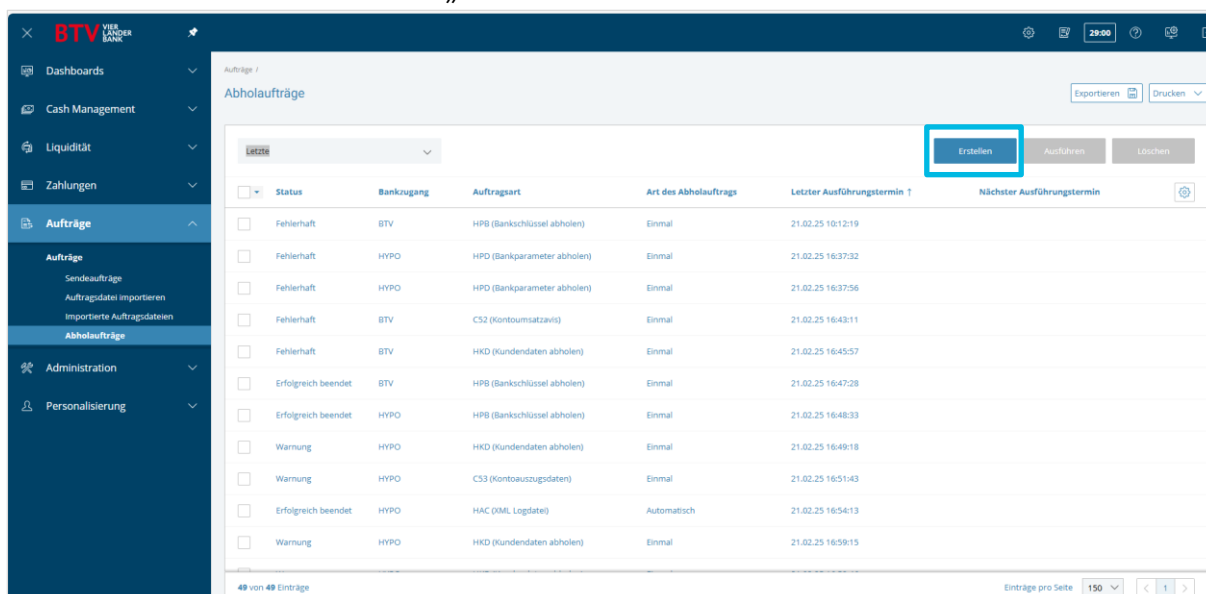 „
BTV VIER LÄNDER BANK
29:00
Dashboards
Cash Management
Liquidität
Zahlungen
Aufträge
Aufträge
Sendeaufträge
Auftragsdatei importieren
Importierte Auftragsdateien
Abholaufträge
Administration
Personalisierung
Aufträge /
Abholaufträge
Exportieren Drucken
Letzte Erstellen Ausführen Löschen
Status Bankzugang Auftragsart Art des Abholauftrags Letzter Ausführungstermin ↑ Nächster Ausführungstermin
Fehlerhaft BTV HPB (Bankschlüssel abholen) Einmal 21.02.25 10:12:19
Fehlerhaft HYPO HPD (Bankparameter abholen) Einmal 21.02.25 16:37:32
Fehlerhaft HYPO HPD (Bankparameter abholen) Einmal 21.02.25 16:37:56
Fehlerhaft BTV C52 (Kontoumsatzavis) Einmal 21.02.25 16:43:11
Fehlerhaft BTV HKD (Kundendaten abholen) Einmal 21.02.25 16:45:57
Erfolgreich beendet BTV HPB (Bankschlüssel abholen) Einmal 21.02.25 16:47:28
Erfolgreich beendet HYPO HPB (Bankschlüssel abholen) Einmal 21.02.25 16:48:33
Warnung HYPO HKD (Kundendaten abholen) Einmal 21.02.25 16:49:18
Warnung HYPO C53 (Kontoauszugsdaten) Einmal 21.02.25 16:51:43
Erfolgreich beendet HYPO HAC (XML Logdatei) Automatisch 21.02.25 16:54:13
Warnung HYPO HKD (Kundendaten abholen) Einmal 21.02.25 16:59:15
49 von 49 Einträge Einträge pro Seite 150 < 1 >